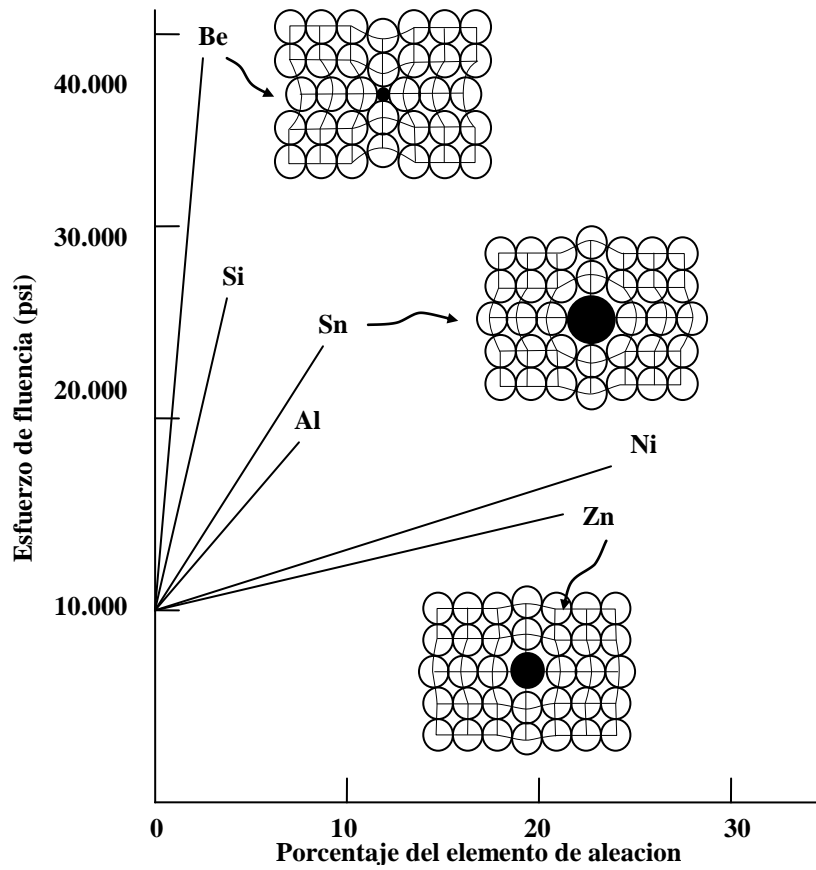 Be
40.000
30.000
Si
Sn
20.000
Al
Ni
Zn
10.000
Esfuerzo de fluencia (psi)
0 10 20 30
Porcentaje del elemento de aleacion